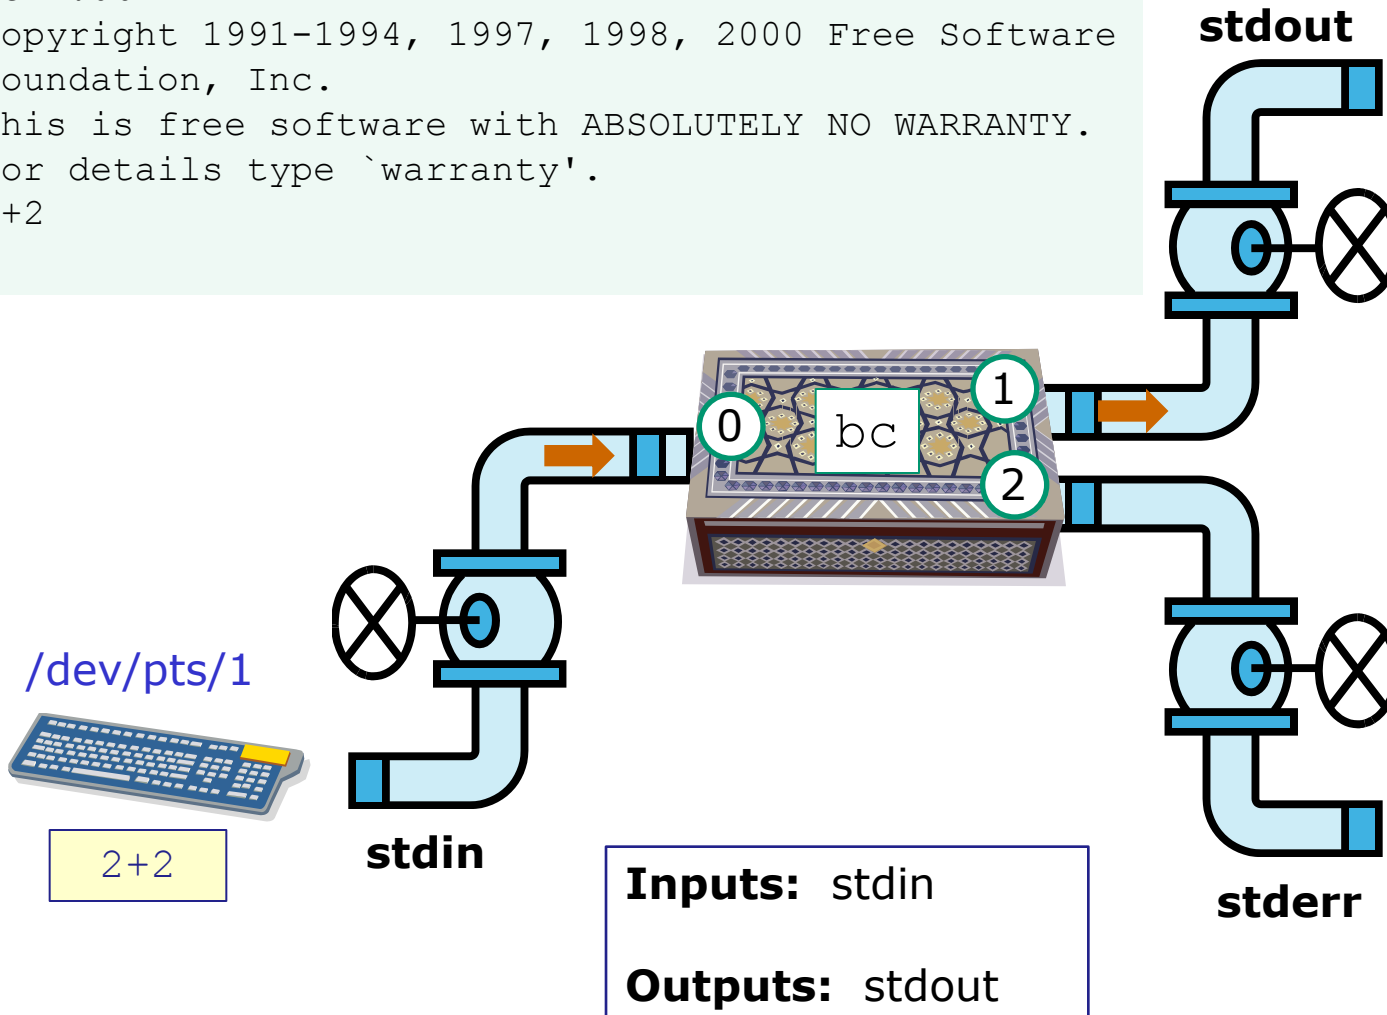 opyright 1991-1994, 1997, 1998, 2000 Free Software
oundation, Inc.
his is free software with ABSOLUTELY NO WARRANTY.
or details type `warranty'.
+2
stdout
0
bc
1
2
/dev/pts/1
2+2
stdin
Inputs: stdin
Outputs: stdout
stderr